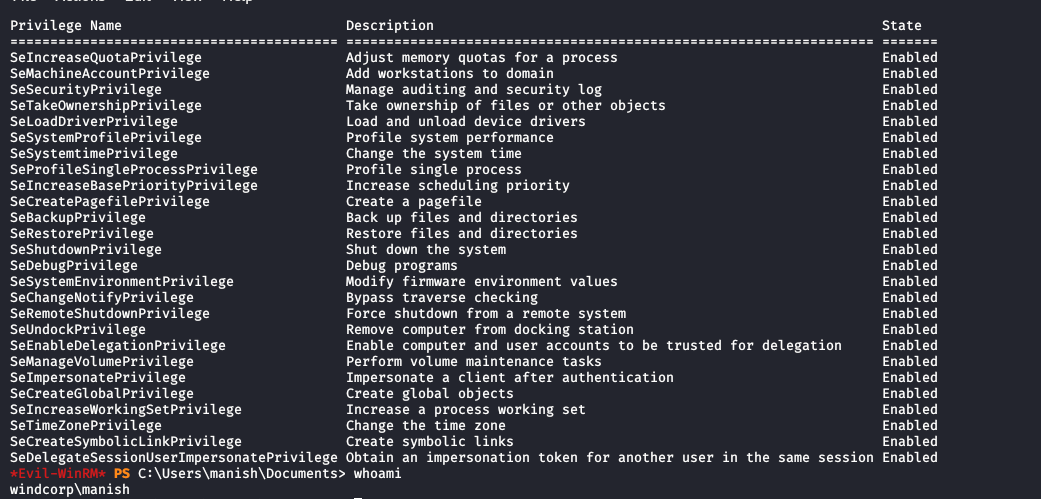 Privilege Name Description State
======================================== ================================================================== =======
SeIncreaseQuotaPrivilege Adjust memory quotas for a process Enabled
SeMachineAccountPrivilege Add workstations to domain Enabled
SeSecurityPrivilege Manage auditing and security log Enabled
SeTakeOwnershipPrivilege Take ownership of files or other objects Enabled
SeLoadDriverPrivilege Load and unload device drivers Enabled
SeSystemProfilePrivilege Profile system performance Enabled
SeSystemtimePrivilege Change the system time Enabled
SeProfileSingleProcessPrivilege Profile single process Enabled
SeIncreaseBasePriorityPrivilege Increase scheduling priority Enabled
SeCreatePagefilePrivilege Create a pagefile Enabled
SeBackupPrivilege Back up files and directories Enabled
SeRestorePrivilege Restore files and directories Enabled
SeShutdownPrivilege Shut down the system Enabled
SeDebugPrivilege Debug programs Enabled
SeSystemEnvironmentPrivilege Modify firmware environment values Enabled
SeChangeNotifyPrivilege Bypass traverse checking Enabled
SeRemoteShutdownPrivilege Force shutdown from a remote system Enabled
SeUndockPrivilege Remove computer from docking station Enabled
SeEnableDelegationPrivilege Enable computer and user accounts to be trusted for delegation Enabled
SeManageVolumePrivilege Perform volume maintenance tasks Enabled
SeImpersonatePrivilege Impersonate a client after authentication Enabled
SeCreateGlobalPrivilege Create global objects Enabled
SeIncreaseWorkingSetPrivilege Increase a process working set Enabled
SeTimeZonePrivilege Change the time zone Enabled
SeCreateSymbolicLinkPrivilege Create symbolic links Enabled
SeDelegateSessionUserImpersonatePrivilege Obtain an impersonation token for another user in the same session Enabled
*Evil-WinRM* PS C:\Users\manish\Documents> whoami
windcorp\manish